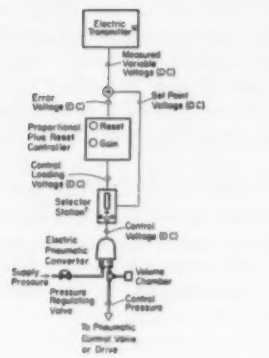 Electric
Transmitter
Measured
Variable
Voltage (DC)
Error
Voltage (DC)
Set Point
Voltage (DC)
Proportional
Plus Reset
Controller
Reset
Gain
Control
Loading
Voltage (DC)
Selector
Station
Control
Voltage (DC)
Electric
Pneumatic
Converter
Supply
Pressure
Volume
Chamber
Pressure
Regulating
Valve
Control
Pressure
To Pneumatic
Control Valve
or Drive